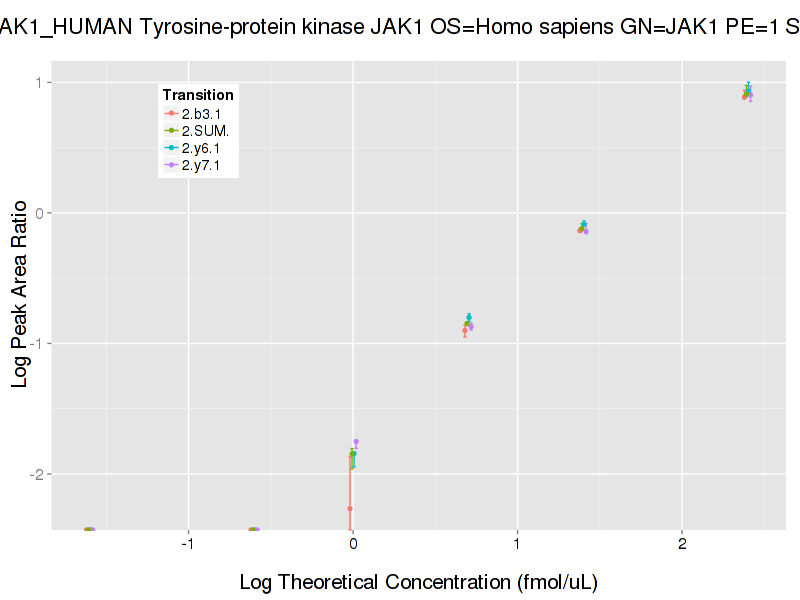 AK1_HUMAN Tyrosine-protein kinase JAK1 OS=Homo sapiens GN=JAK1 PE=1 S
Transition
2.b3.1
2.SUM.
2.y6.1
2.y7.1
Log Peak Area Ratio
1
0
-1
-2
-1 0 1 2
Log Theoretical Concentration (fmol/uL)